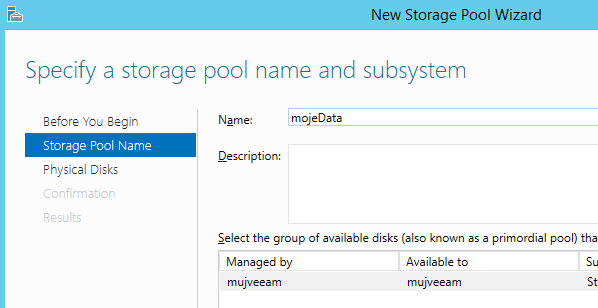 New Storage Pool Wizard
Specify a storage pool name and subsystem
Before You Begin
Storage Pool Name
Physical Disks
Confirmation
Results
Name:
mojeData
Description:
Select the group of available disks (also known as a primordial pool) tha
Managed by
Available to
Su
mujveeam
mujveeam
St